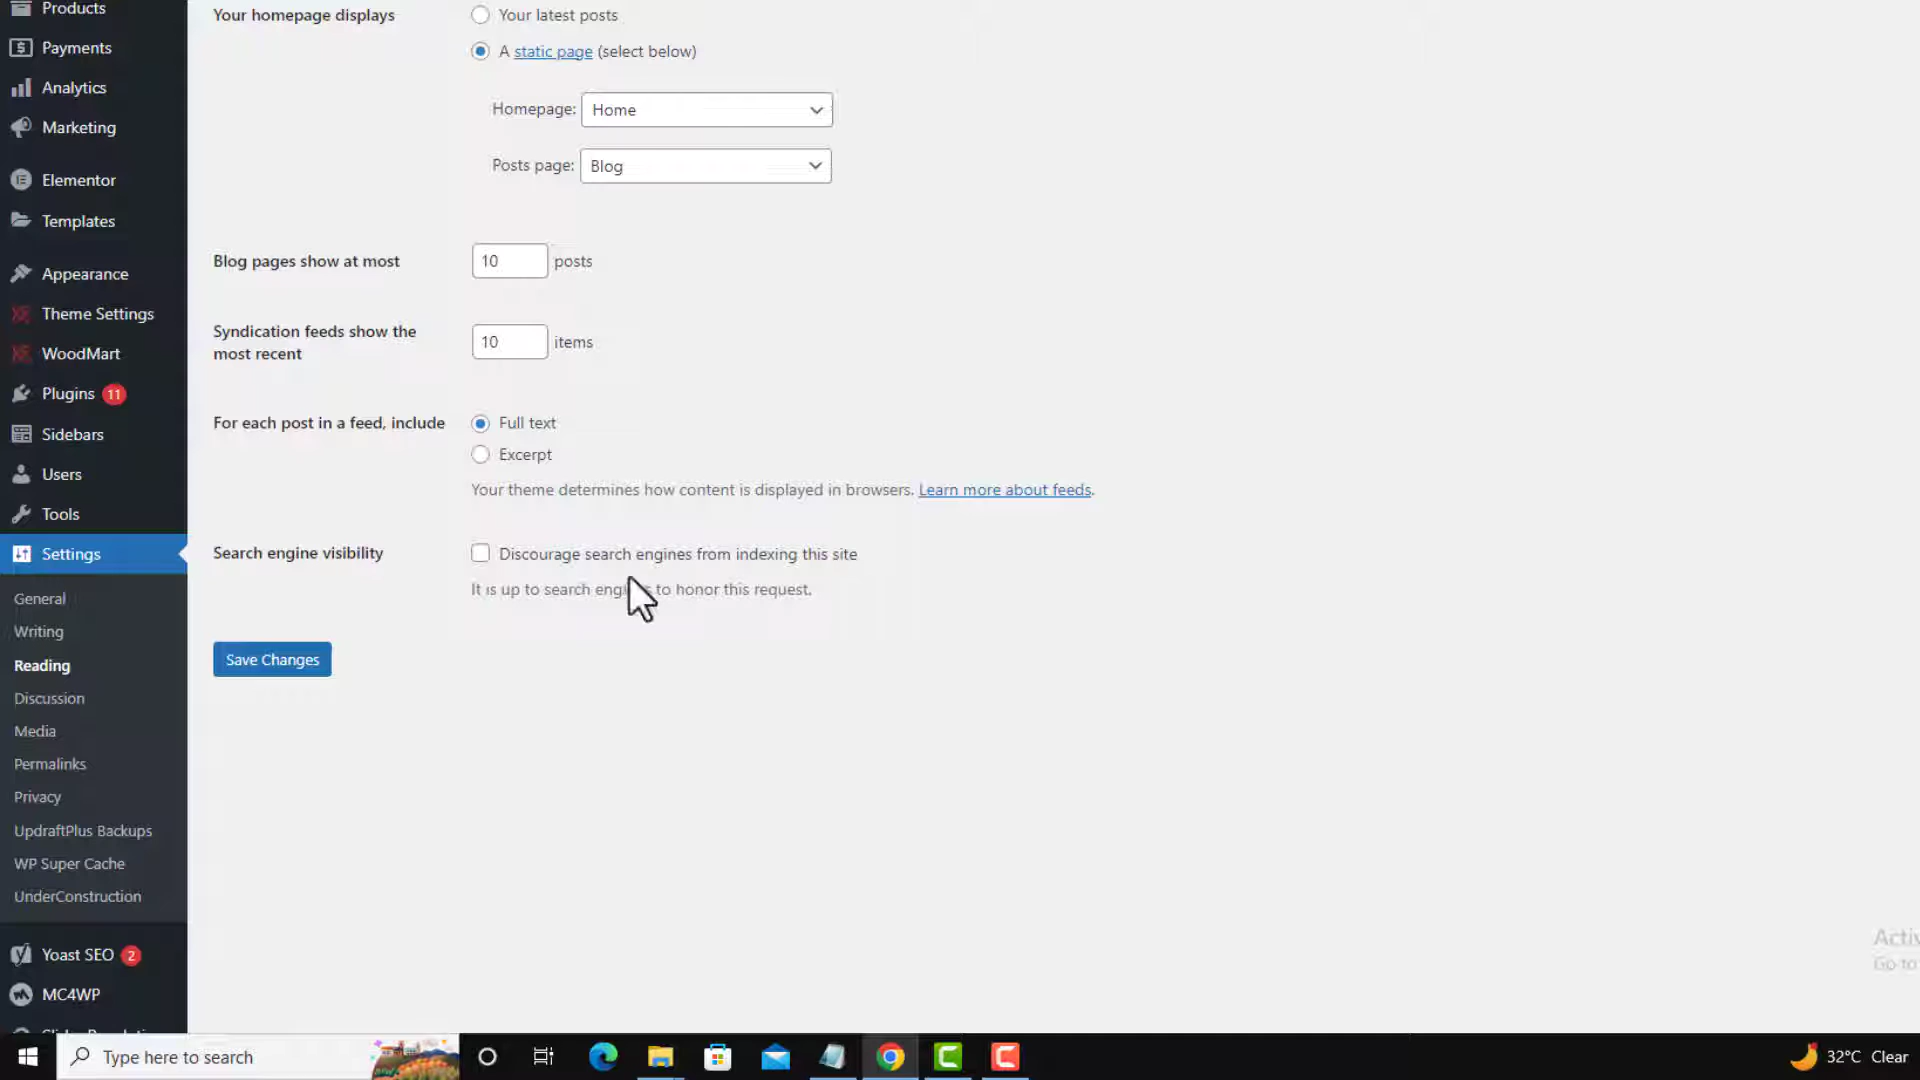 Products
Payments
Analytics
Marketing
Elementor
Templates
Appearance
Theme Settings
WoodMart
Plugins 11
Sidebars
Users
Tools
Settings
General
Writing
Reading
Discussion
Media
Permalinks
Privacy
UpdraftPlus Backups
WP Super Cache
UnderConstruction
Yoast SEO 2
MC4WP
Your homepage displays
Your latest posts
A static page (select below)
Homepage: Home
Posts page: Blog
Blog pages show at most 10 posts
Syndication feeds show the
most recent
10 items
For each post in a feed, include
Full text
Excerpt
Your theme determines how content is displayed in browsers. Learn more about feeds.
Search engine visibility
Discourage search engines from indexing this site
It is up to search to honor this request.
Save Changes
Go to
Type here to search
32°C Clear